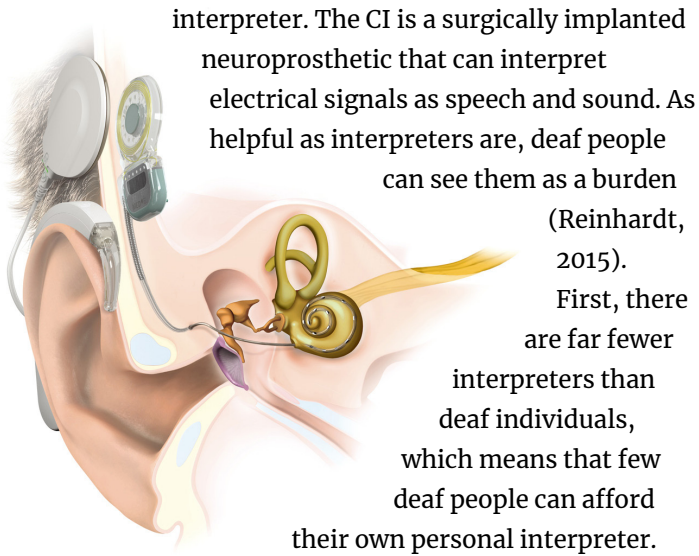 interpreter. The CI is a surgically implanted
neuroprosthetic that can interpret
electrical signals as speech and sound. As
helpful as interpreters are, deaf people
can see them as a burden
(Reinhardt,
2015).
First, there
are far fewer
interpreters than
deaf individuals,
which means that few
deaf people can afford
their own personal interpreter.